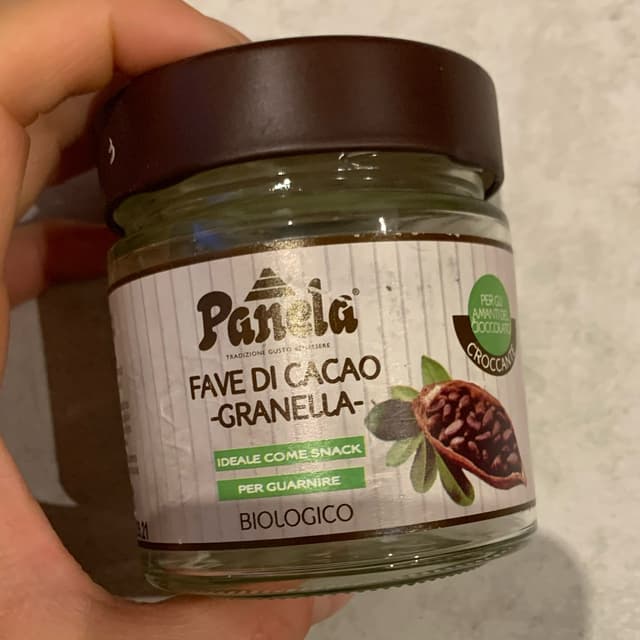 Panela®
TRADIZIONE GUSTO BENESSERE
FAVE DI CACAO
-GRANELLA-
IDEALE COME SNACK
PER GUARNIRE
BIOLOGICO
PER GLI
AMANTI DEL
CIOCCOLATO
CROCCANTE